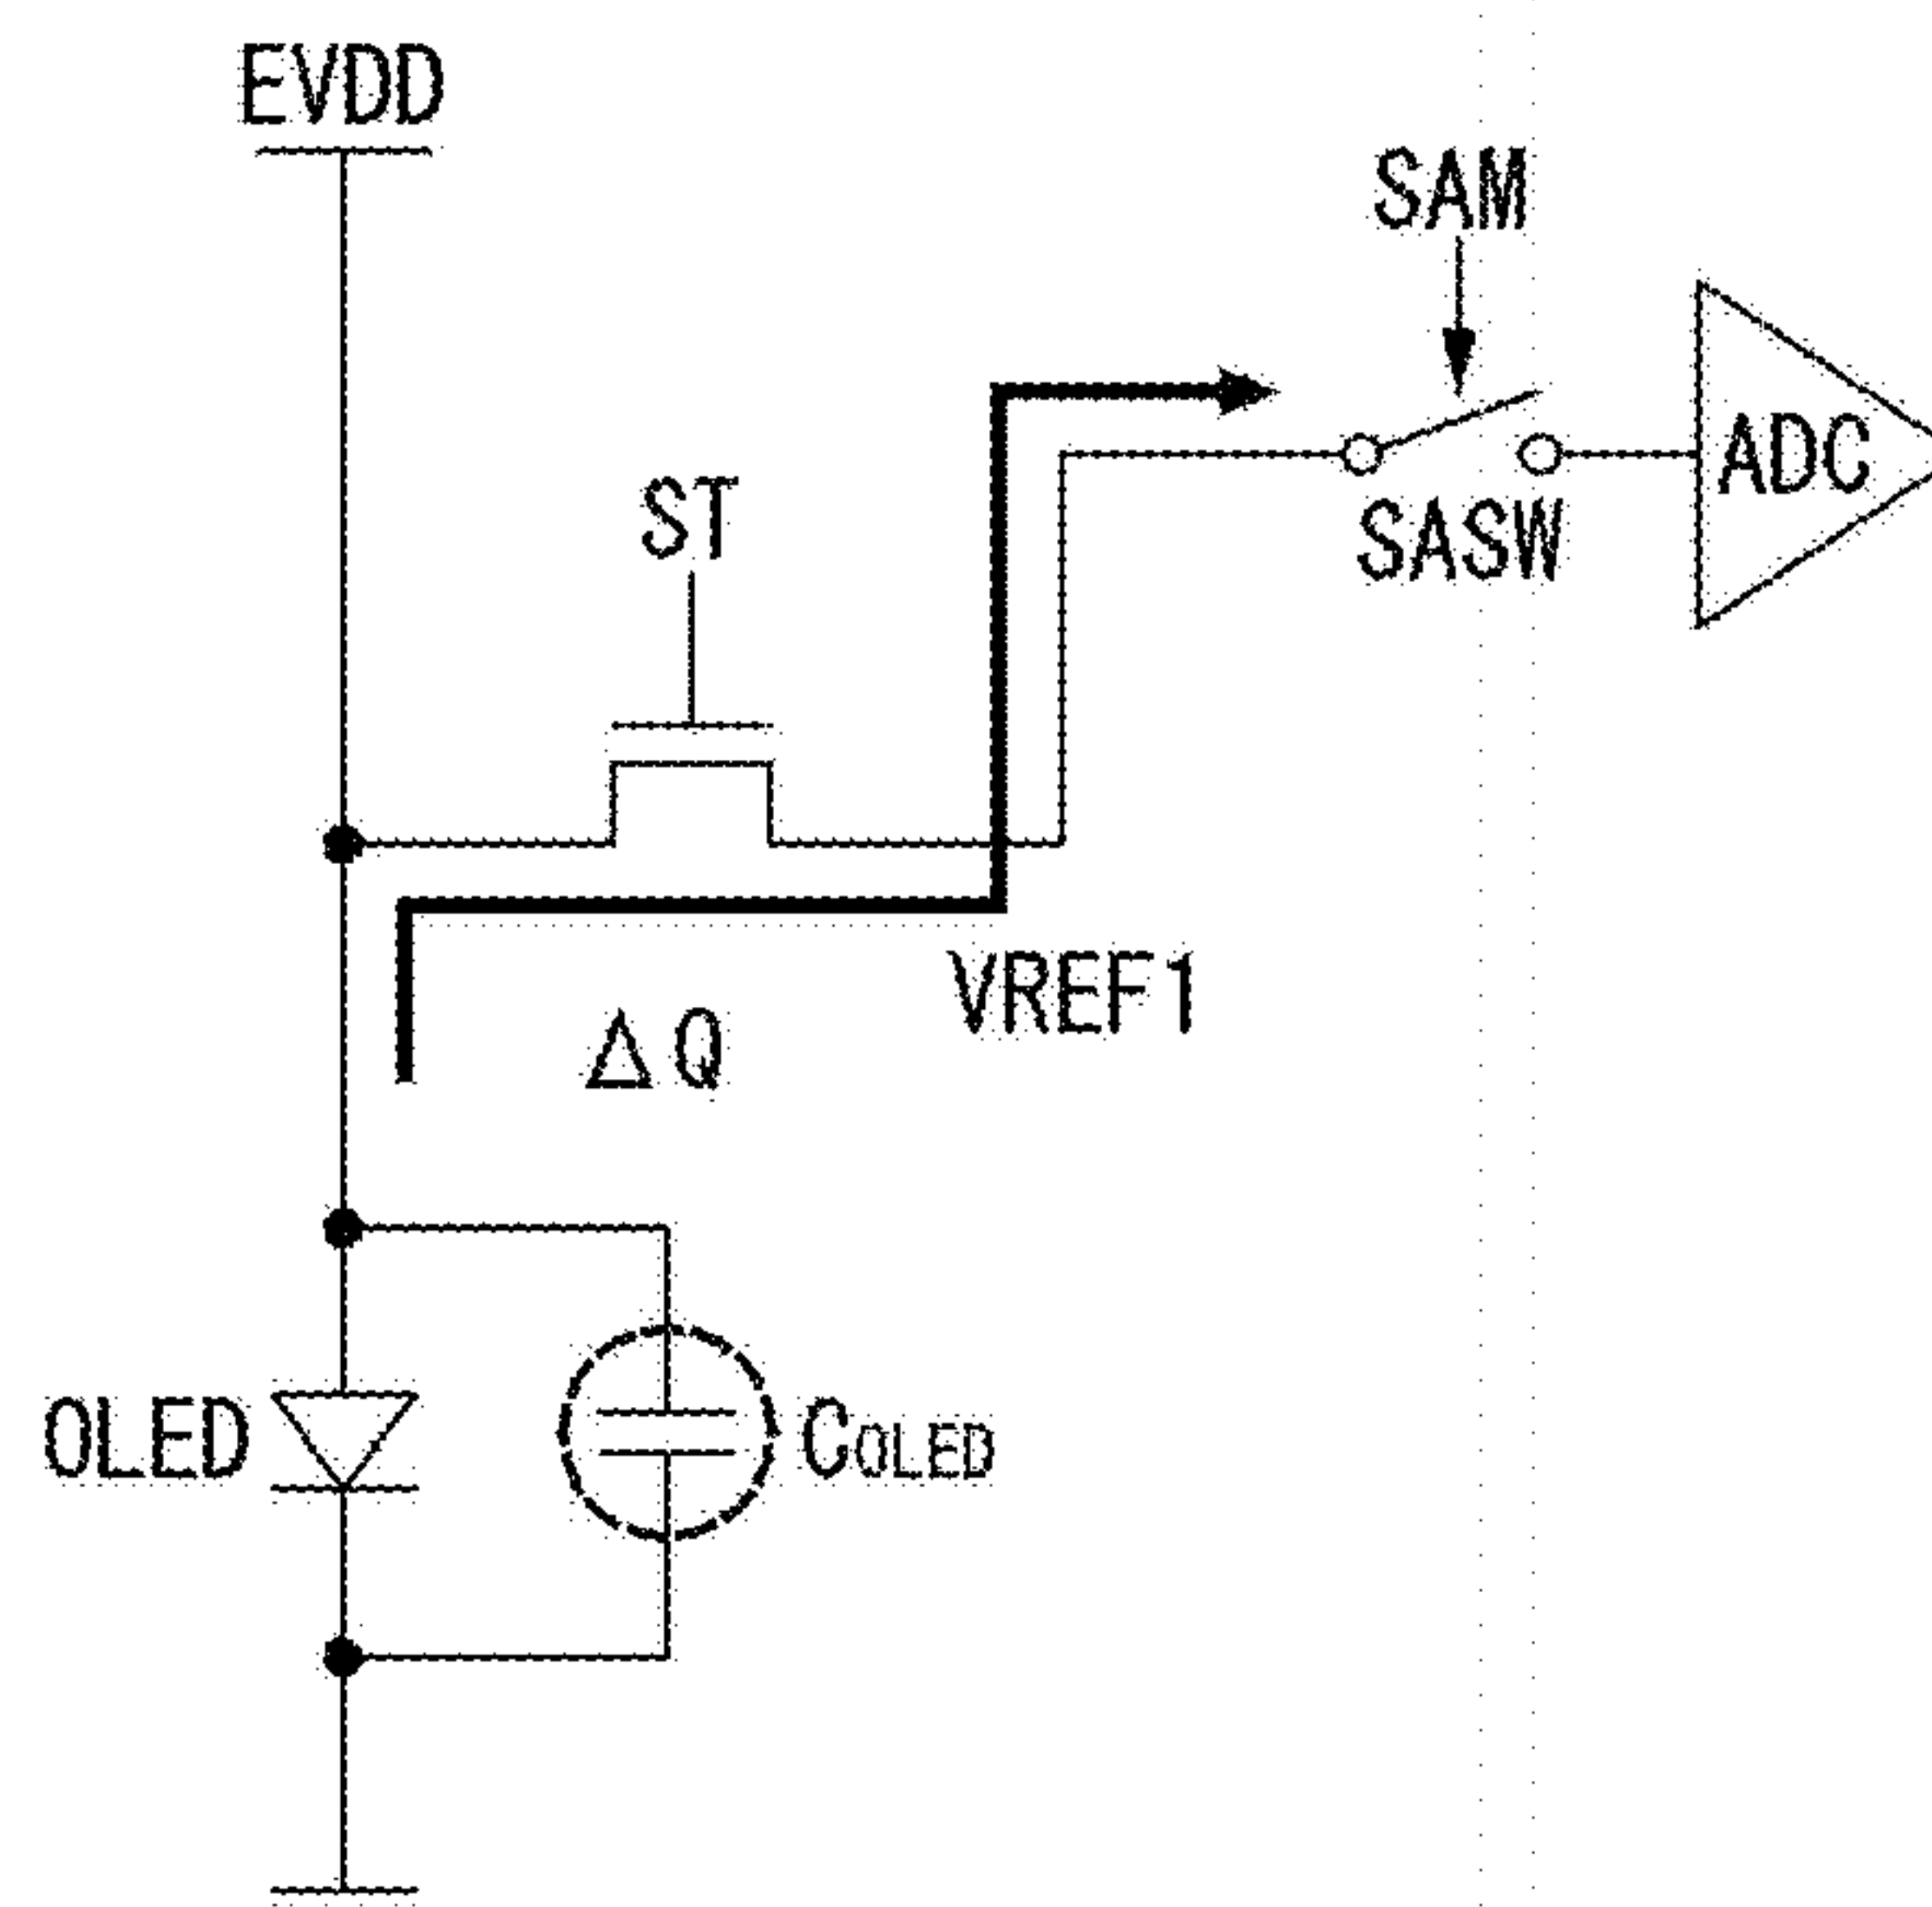 EVDD
SAM
ADC
ST
SASW
VREF1
ΔQ
OLED
COLED